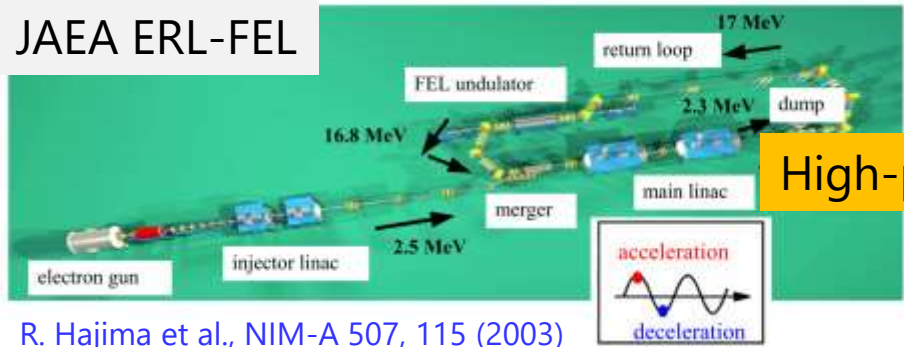 JAEA ERL-FEL
17 MeV
return loop
FEL undulator
2.3 MeV
dump
16.8 MeV
High-p
main linac
merger
2.5 MeV
injector linac
electron gun
acceleration
deceleration
R. Hajima et al., NIM-A 507, 115 (2003)